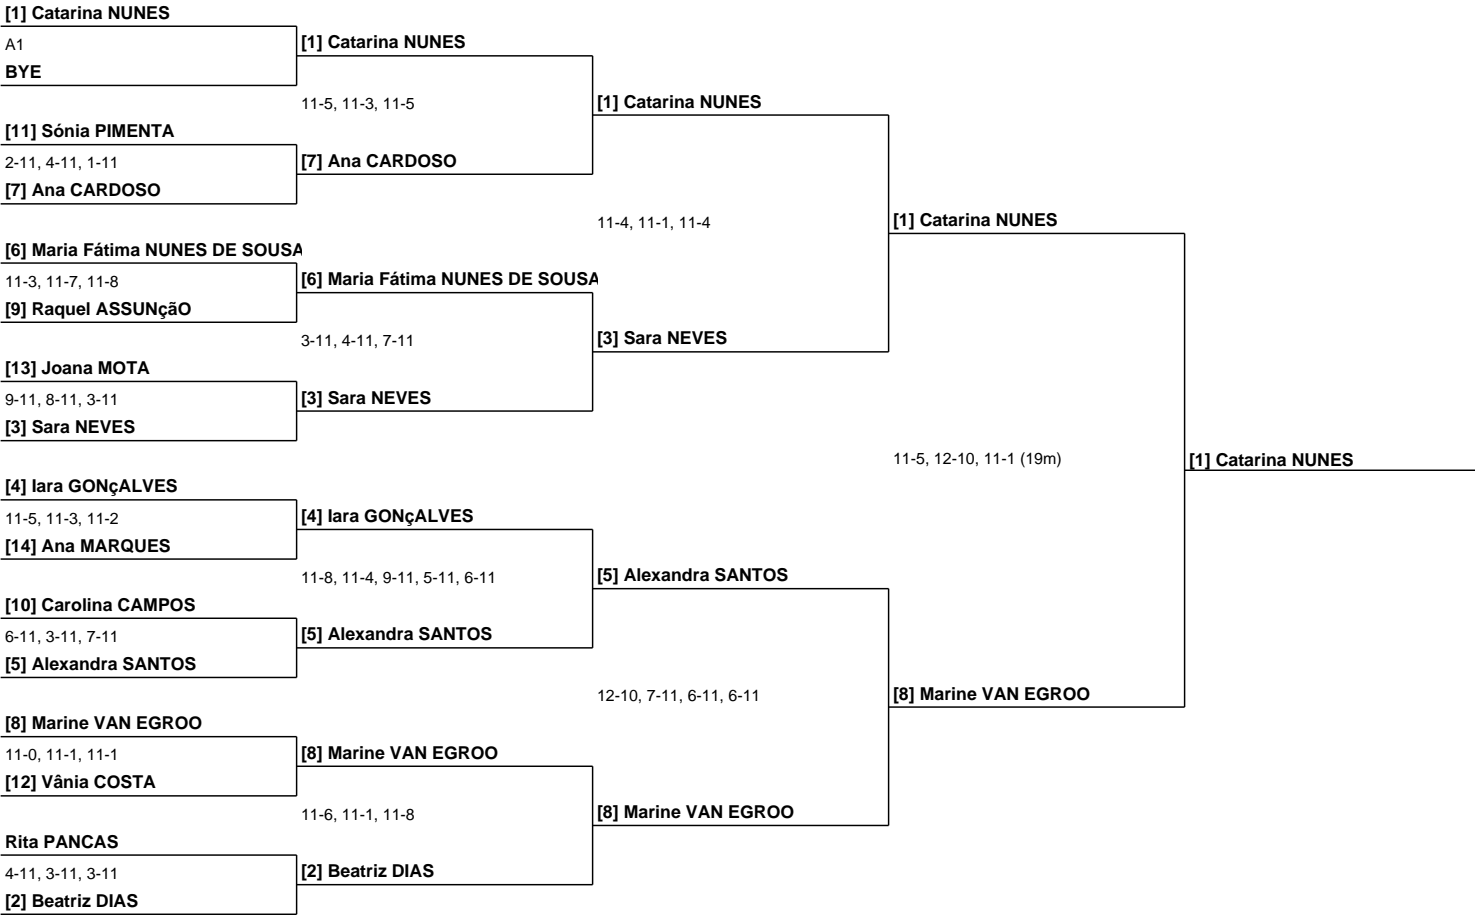 [1] Catarina NUNES
A1
BYE
[11] Sónia PIMENTA
2-11, 4-11, 1-11
[7] Ana CARDOSO
[6] Maria Fátima NUNES DE SOUSA
11-3, 11-7, 11-8
[9] Raquel ASSUNçãO
[13] Joana MOTA
9-11, 8-11, 3-11
[3] Sara NEVES
[4] Iara GONçALVES
11-5, 11-3, 11-2
[14] Ana MARQUES
[10] Carolina CAMPOS
6-11, 3-11, 7-11
[5] Alexandra SANTOS
[8] Marine VAN EGROO
11-0, 11-1, 11-1
[12] Vânia COSTA
Rita PANCAS
4-11, 3-11, 3-11
[2] Beatriz DIAS
[1] Catarina NUNES
11-5, 11-3, 11-5
[7] Ana CARDOSO
[6] Maria Fátima NUNES DE SOUSA
3-11, 4-11, 7-11
[3] Sara NEVES
[4] Iara GONçALVES
11-8, 11-4, 9-11, 5-11, 6-11
[5] Alexandra SANTOS
[8] Marine VAN EGROO
11-6, 11-1, 11-8
[2] Beatriz DIAS
[1] Catarina NUNES
11-4, 11-1, 11-4
[3] Sara NEVES
[5] Alexandra SANTOS
12-10, 7-11, 6-11, 6-11
[8] Marine VAN EGROO
[1] Catarina NUNES
11-5, 12-10, 11-1 (19m)
[8] Marine VAN EGROO
[1] Catarina NUNES